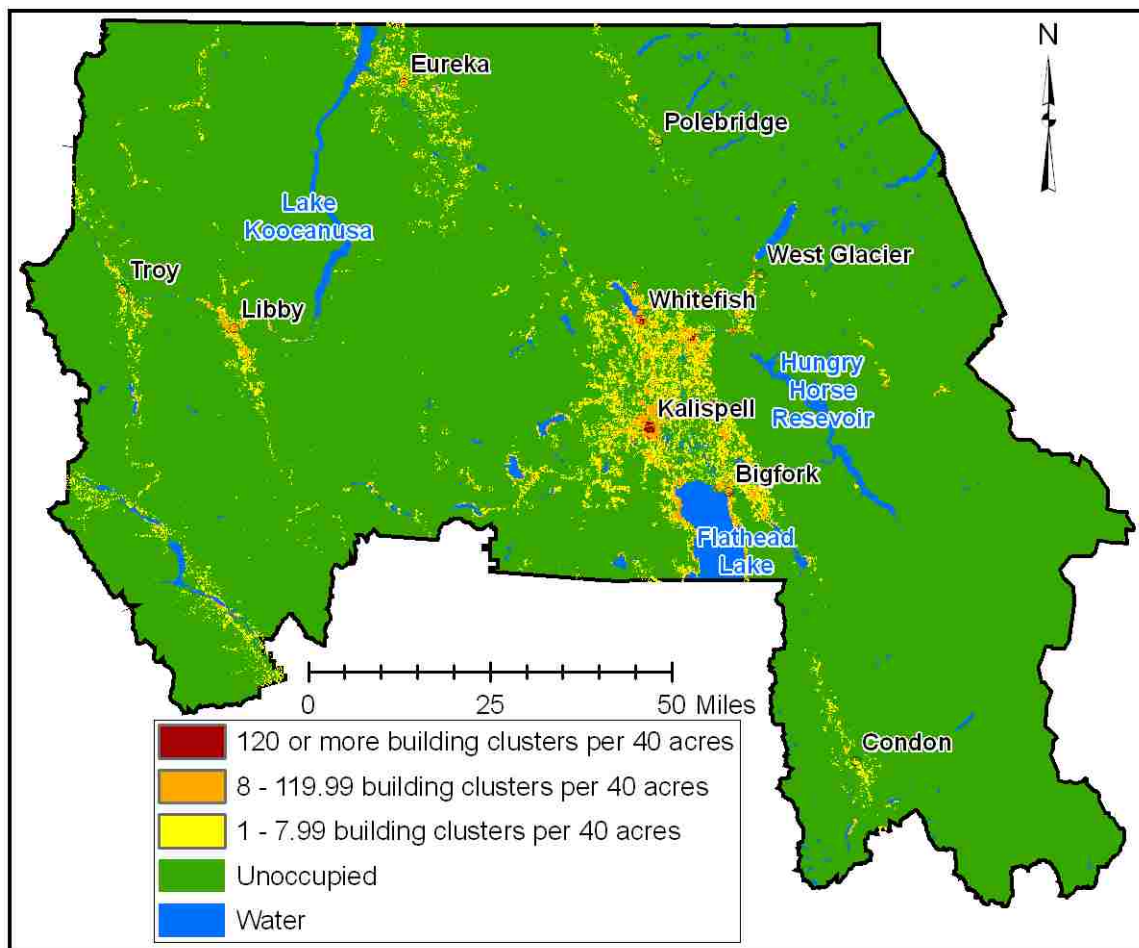 N
Eureka
Polebridge
Lake
Koocanusa
West Glacier
Troy
Libby
Whitefish
Hungry
Horse
Resevoir
Kalispell
Bigfork
Flathead
Lake
0 25 50 Miles
Condon
120 or more building clusters per 40 acres
8 - 119.99 building clusters per 40 acres
1 - 7.99 building clusters per 40 acres
Unoccupied
Water